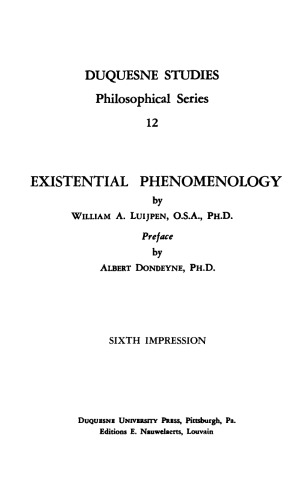 DUQUESNE STUDIES
Philosophical Series
12
EXISTENTIAL PHENOMENOLOGY
by
WILLIAM A. LUIJPEN, O.S.A., PH.D.
Preface
by
ALBERT DONDEYNE, PH.D.
SIXTH IMPRESSION
DUQUESNE UNIVERSITY PRESS, Pittsburgh, Pa.
Editions E. Nauwelaerts, Louvain